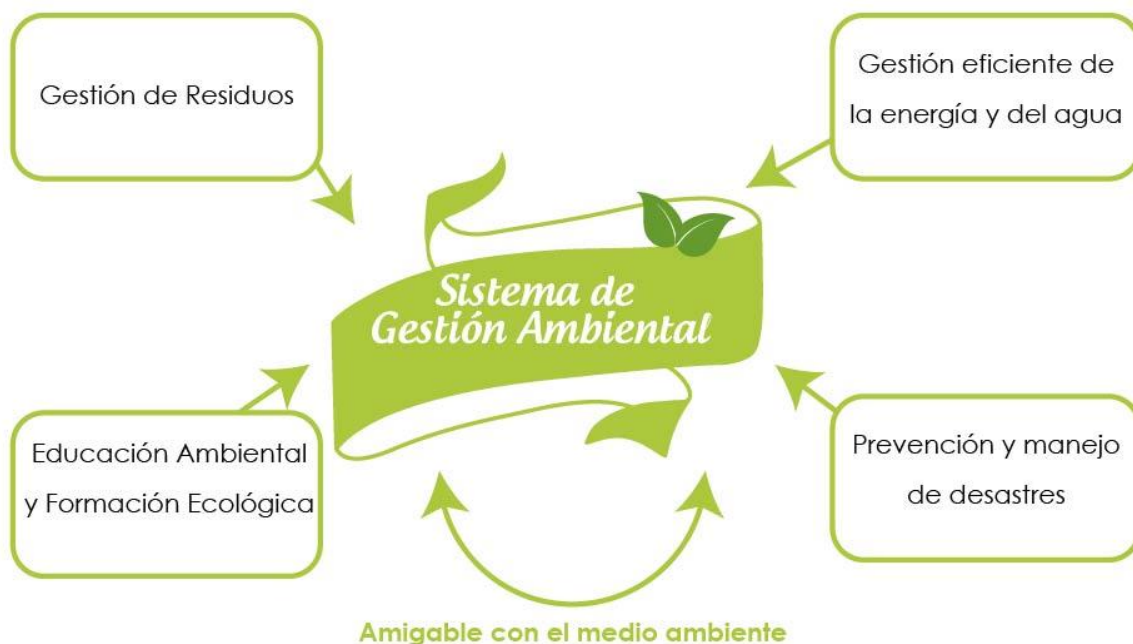 Gestión de Residuos
Gestión eficiente de
la energía y del agua
Sistema de
Gestión Ambiental
Educación Ambiental
y Formación Ecológica
Prevención y manejo
de desastres
Amigable con el medio ambiente